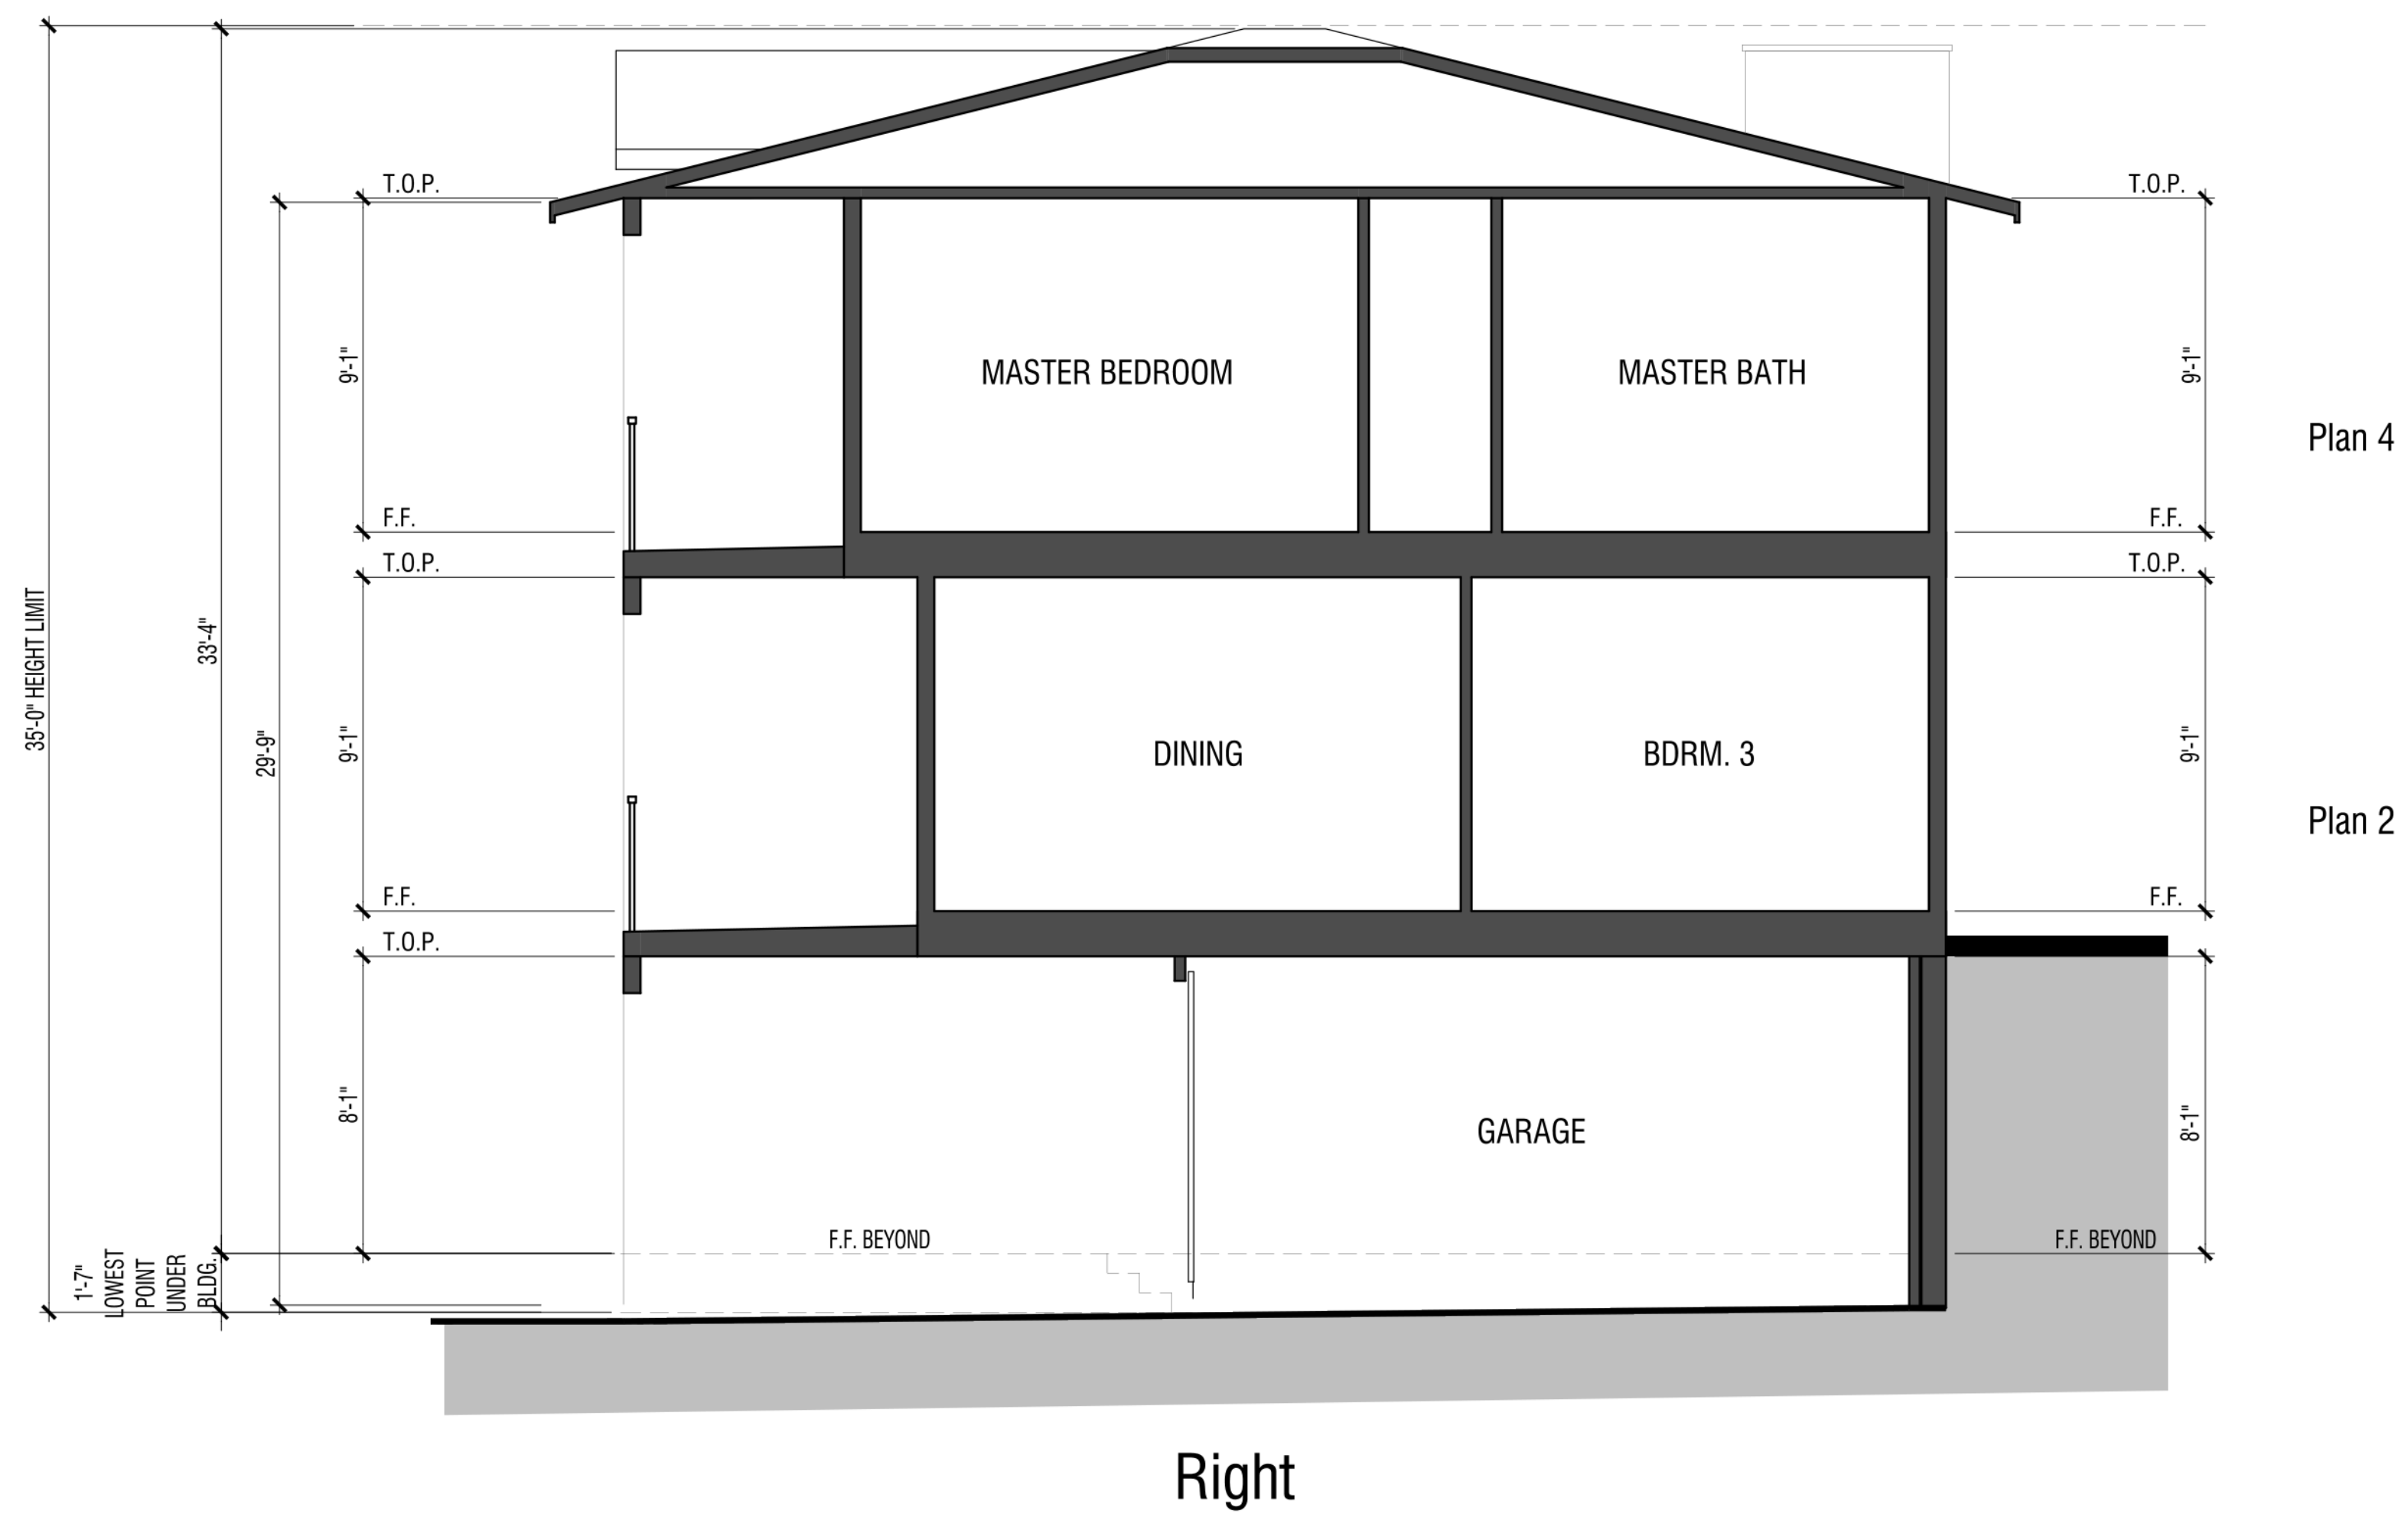 T.O.P.
T.O.P.
9'-1"
MASTER BEDROOM
MASTER BATH
9'-1"
Plan 4
F.F.
F.F.
T.O.P.
T.O.P.
35'-0" HEIGHT LIMIT
33'-4"
29'-9"
9'-1"
DINING
BDRM. 3
9'-1"
Plan 2
F.F.
F.F.
T.O.P.
8'-1"
GARAGE
8'-1"
F.F. BEYOND
F.F. BEYOND
1'-7"
LOWEST
POINT
UNDER
BLDG.
Right